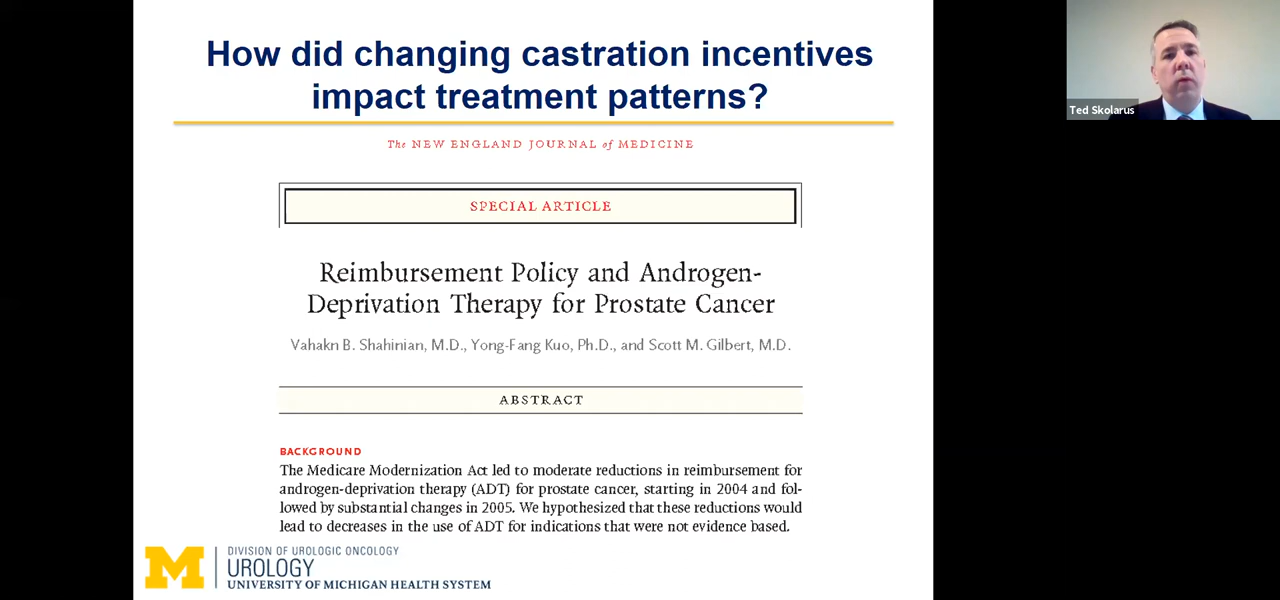 How did changing castration incentives
impact treatment patterns?
The NEW ENGLAND JOURNAL of MEDICINE
SPECIAL ARTICLE
Reimbursement Policy and Androgen-
Deprivation Therapy for Prostate Cancer
Vahakn B. Shahinian, M.D., Yong-Fang Kuo, Ph.D., and Scott M. Gilbert, M.D.
ABSTRACT
BACKGROUND
The Medicare Modernization Act led to moderate reductions in reimbursement for
androgen-deprivation therapy (ADT) for prostate cancer, starting in 2004 and fol-
lowed by substantial changes in 2005. We hypothesized that these reductions would
lead to decreases in the use of ADT for indications that were not evidence based.
M
DIVISION OF UROLOGIC ONCOLOGY
UROLOGY
UNIVERSITY OF MICHIGAN HEALTH SYSTEM
Ted Skolarus